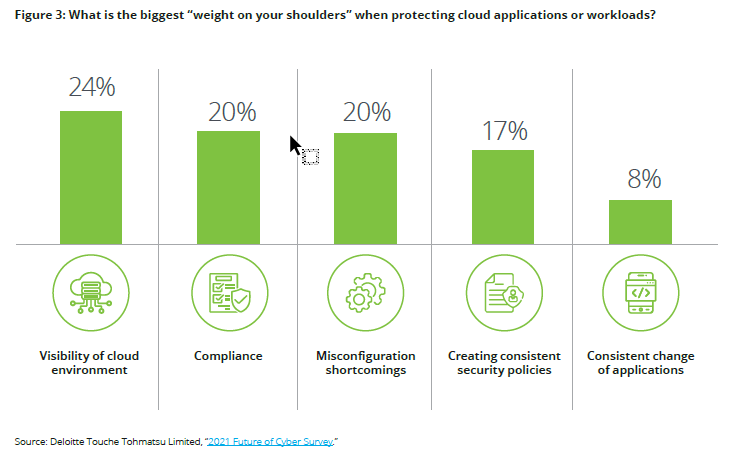 Figure 3: What is the biggest “weight on your shoulders” when protecting cloud applications or workloads?
24%
20%
20%
17%
8%
</>
Visibility of cloud
environment
Compliance
Misconfiguration
shortcomings
Creating consistent
security policies
Consistent change
of applications
Source: Deloitte Touche Tohmatsu Limited, “2021 Future of Cyber Survey.”